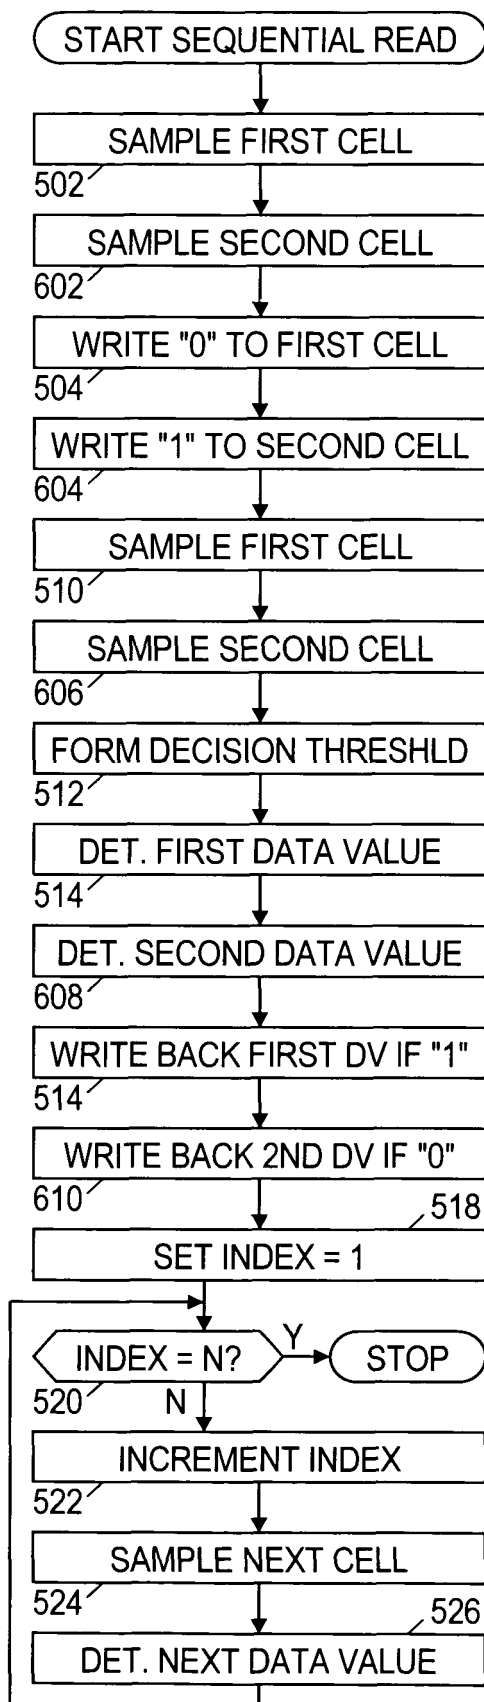 START SEQUENTIAL READ
SAMPLE FIRST CELL
502
SAMPLE SECOND CELL
602
WRITE "0" TO FIRST CELL
504
WRITE "1" TO SECOND CELL
604
SAMPLE FIRST CELL
510
SAMPLE SECOND CELL
606
FORM DECISION THRESHLD
512
DET. FIRST DATA VALUE
514
DET. SECOND DATA VALUE
608
WRITE BACK FIRST DV IF "1"
514
WRITE BACK 2ND DV IF "0"
610
518
SET INDEX = 1
INDEX = N? Y STOP
520 N
INCREMENT INDEX
522
SAMPLE NEXT CELL
524
526
DET. NEXT DATA VALUE